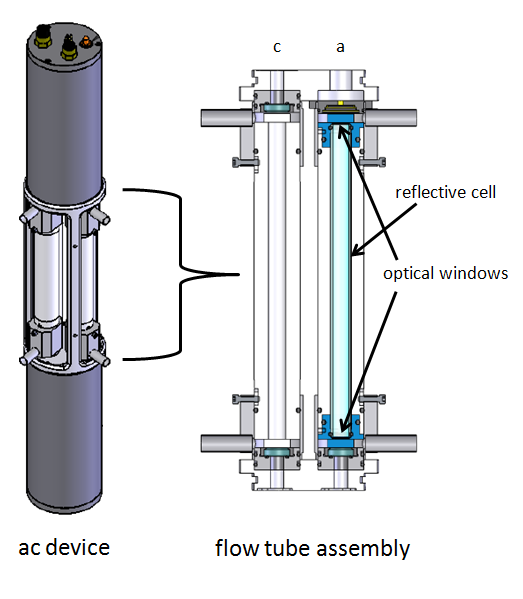 c
a
reflective cell
optical windows
ac device
flow tube assembly